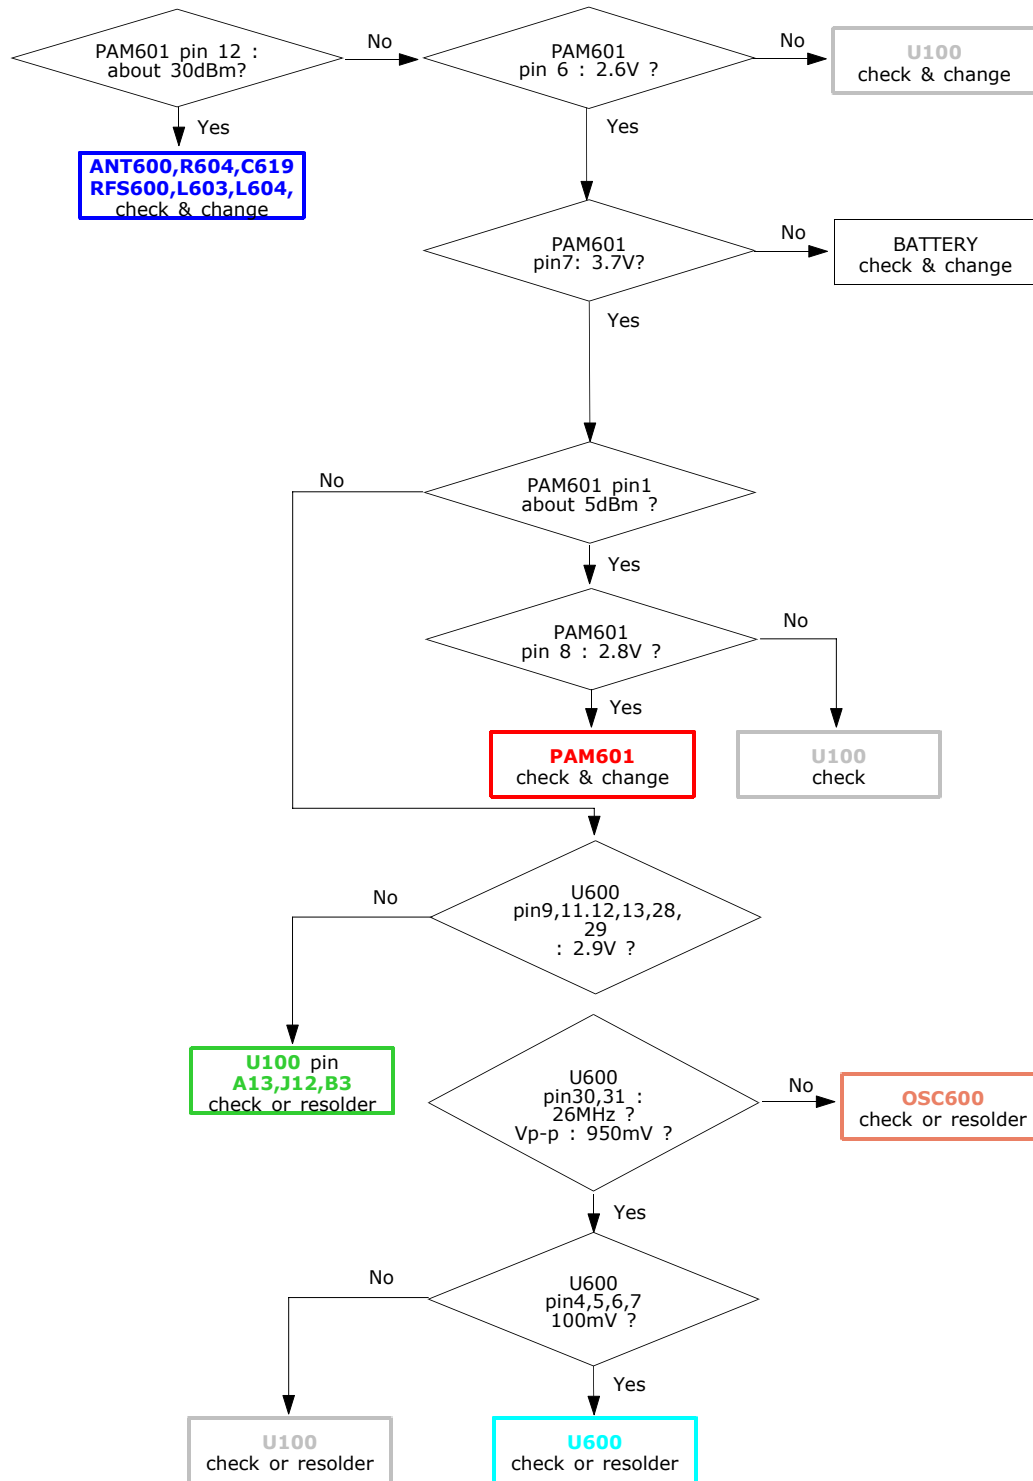 PAM601 pin 12 :
about 30dBm?
No
PAM601
pin 6 : 2.6V ?
No
U100
check & change
Yes
ANT600,R604,C619
RFS600,L603,L604,
check & change
Yes
PAM601
pin7: 3.7V?
No
BATTERY
check & change
Yes
No
PAM601 pin1
about 5dBm ?
Yes
PAM601
pin 8 : 2.8V ?
No
Yes
PAM601
check & change
U100
check
No
U600
pin9,11.12,13,28,
29
: 2.9V ?
U100 pin
A13,J12,B3
check or resolder
U600
pin30,31 :
26MHz ?
Vp-p : 950mV ?
No
OSC600
check or resolder
Yes
No
U600
pin4,5,6,7
100mV ?
Yes
U100
check or resolder
U600
check or resolder